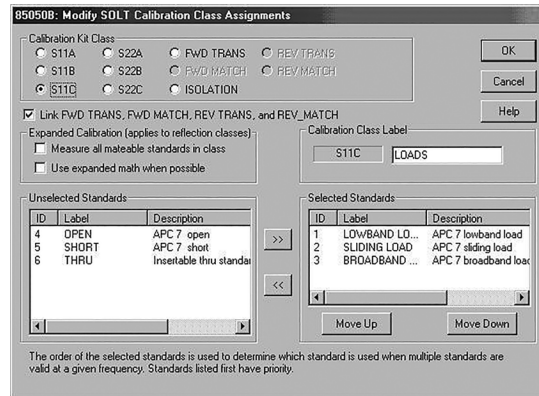 85050B: Modify SOLT Calibration Class Assignments
Calibration Kit Class
S11A S22A FWD TRANS REV TRANS
S11B S22B FWD MATCH REV MATCH
S11C S22C ISOLATION
OK
Cancel
Help
Link FWD TRANS, FWD MATCH, REV TRANS, and REV_MATCH
Expanded Calibration (applies to reflection classes)
Measure all mateable standards in class
Use expanded math when possible
Calibration Class Label
S11C LOADS
Unselected Standards
ID Label Description
4 OPEN APC 7 open
5 SHORT APC 7 short
6 THRU Insertable thru standar
>>
<<
Selected Standards
ID Label Description
1 LOWBAND LO... APC 7 lowband load
2 SLIDING LOAD APC 7 sliding load
3 BROADBAND ... APC 7 broadband load
Move Up Move Down
The order of the selected standards is used to determine which standard is used when multiple standards are
valid at a given frequency. Standards listed first have priority.